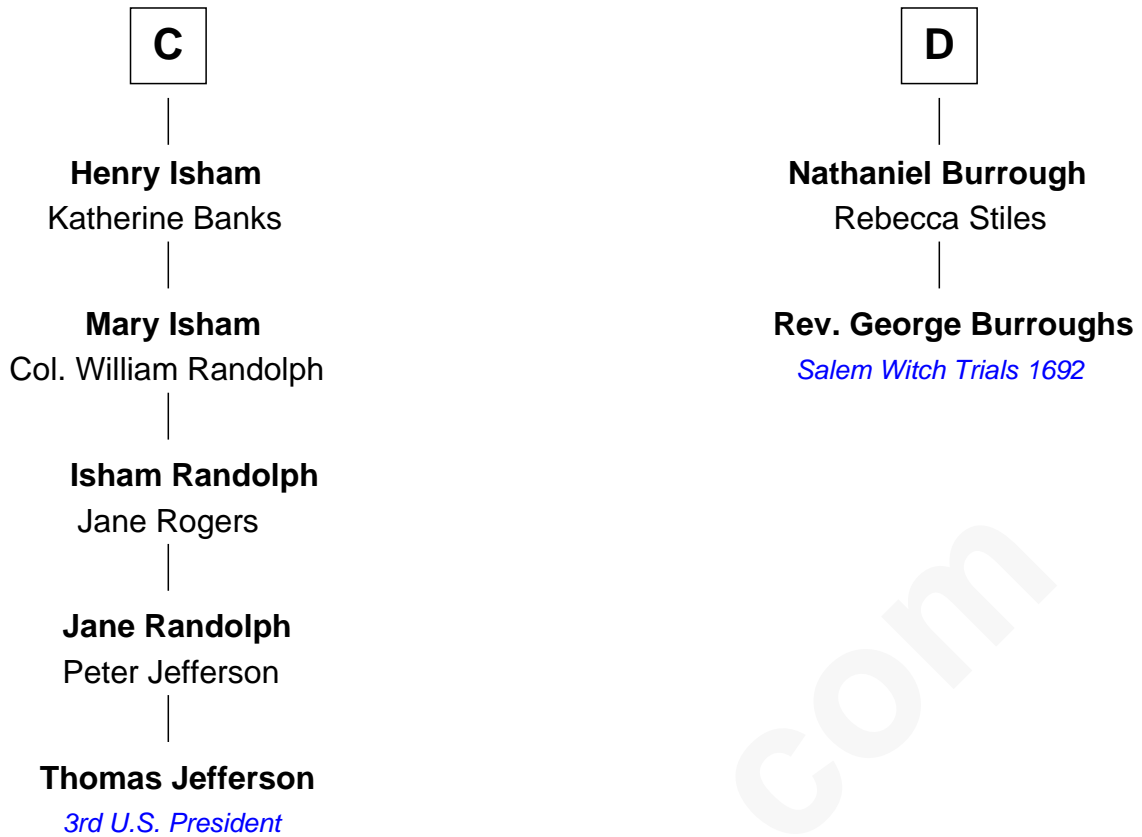 C
Henry Isham
Katherine Banks
Mary Isham
Col. William Randolph
Isham Randolph
Jane Rogers
Jane Randolph
Peter Jefferson
Thomas Jefferson
3rd U.S. President
D
Nathaniel Burrough
Rebecca Stiles
Rev. George Burroughs
Salem Witch Trials 1692
com